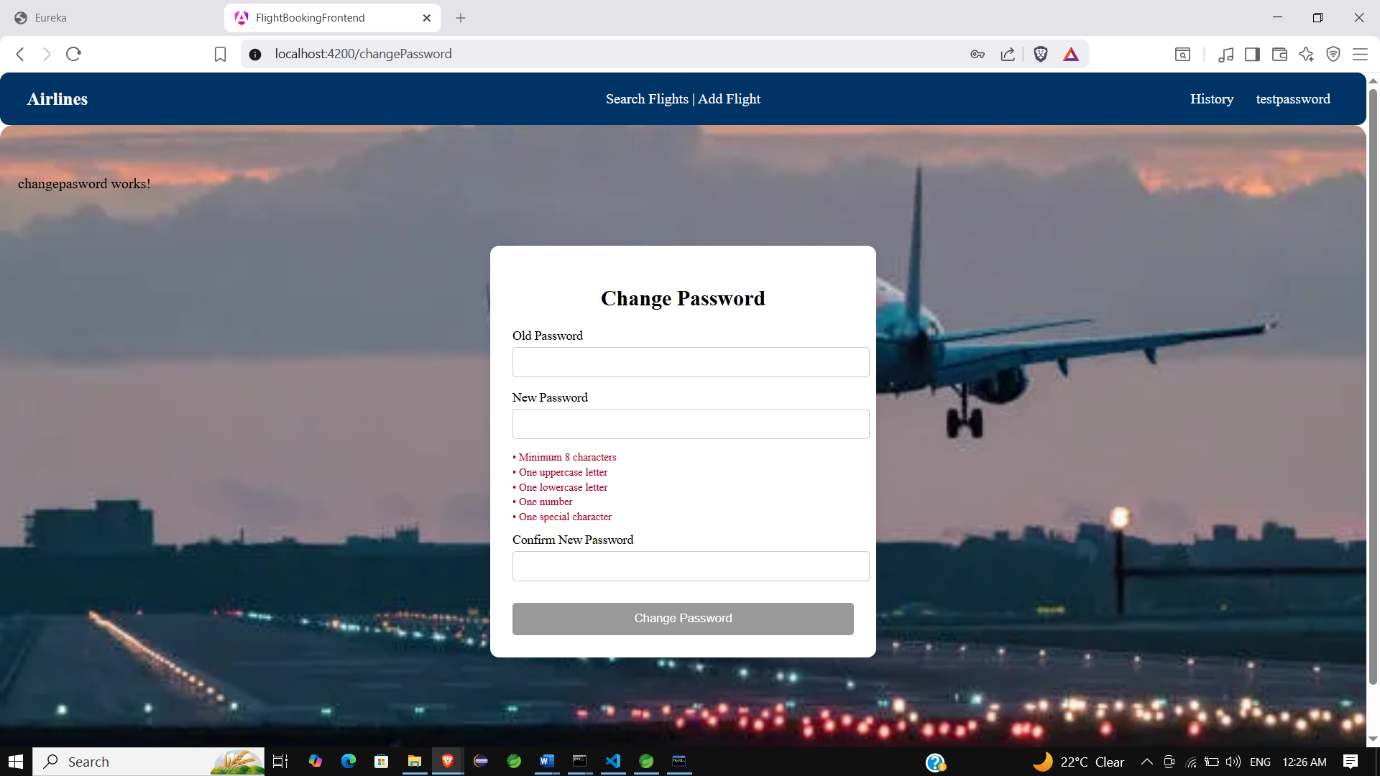 Eureka
FlightBookingFrontend
localhost:4200/changePassword
Airlines
Search Flights | Add Flight
History
testpassword
changepasword works!
Change Password
Old Password
New Password
• Minimum 8 characters
• One uppercase letter
• One lowercase letter
• One number
• One special character
Confirm New Password
Change Password
Search
22°C Clear
ENG
12:26 AM